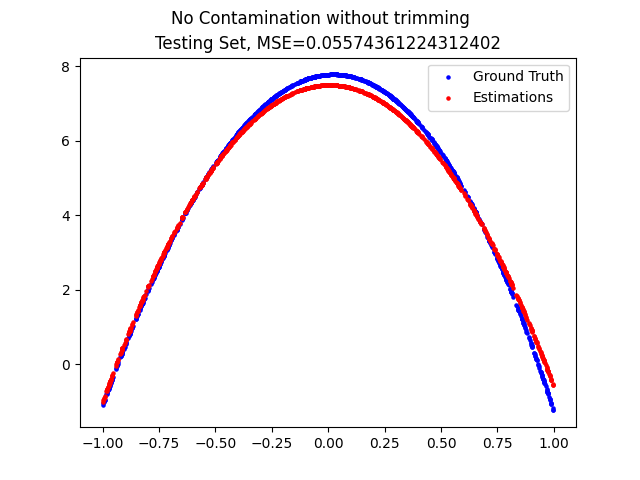 No Contamination without trimming
Testing Set, MSE=0.05574361224312402
Ground Truth
Estimations
8
6
4
2
0
−1.00 −0.75 −0.50 −0.25 0.00 0.25 0.50 0.75 1.00